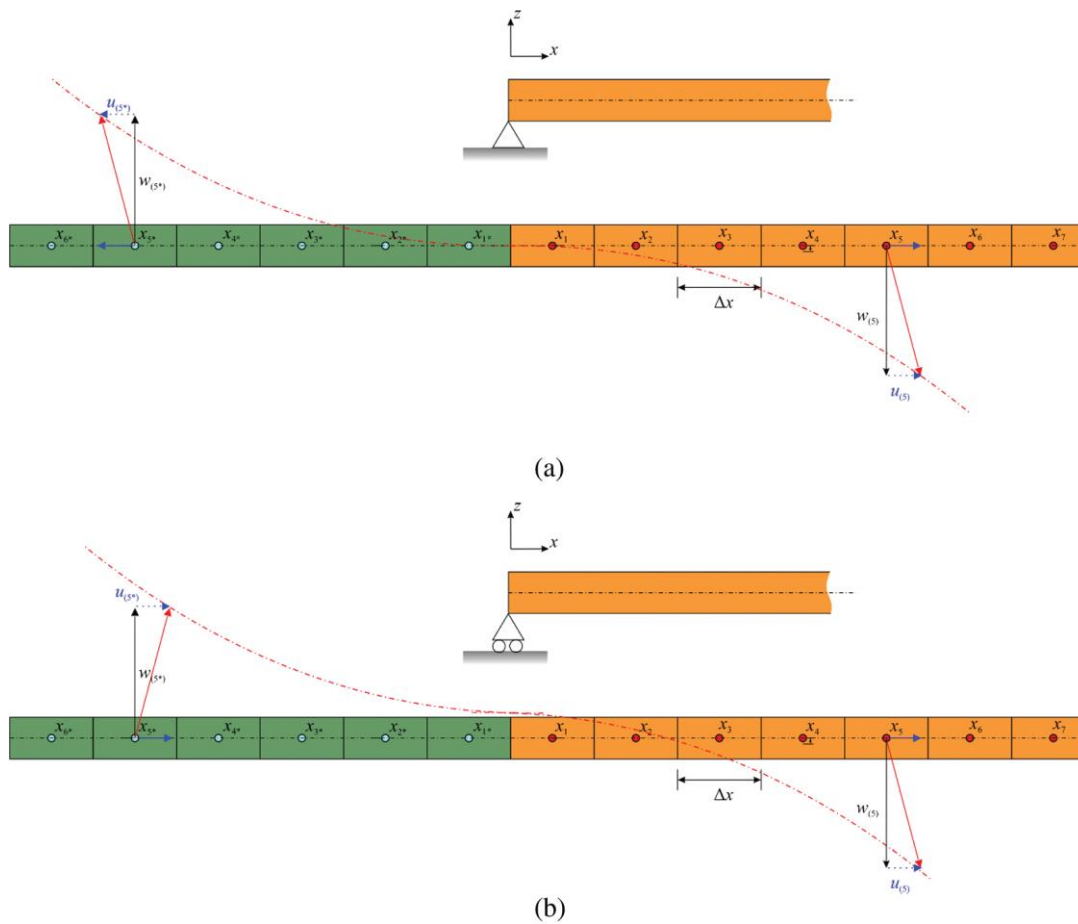 z
x
u(5*)
w(5*)
x6* x5* x4* x3* x2* x1* x1 x2 x3 x4 x5 x6 x7
Δx
w(5)
u(5)
(a)
z
x
u(5*)
w(5*)
x6* x5* x4* x3* x2* x1* x1 x2 x3 x4 x5 x6 x7
Δx
w(5)
u(5)
(b)